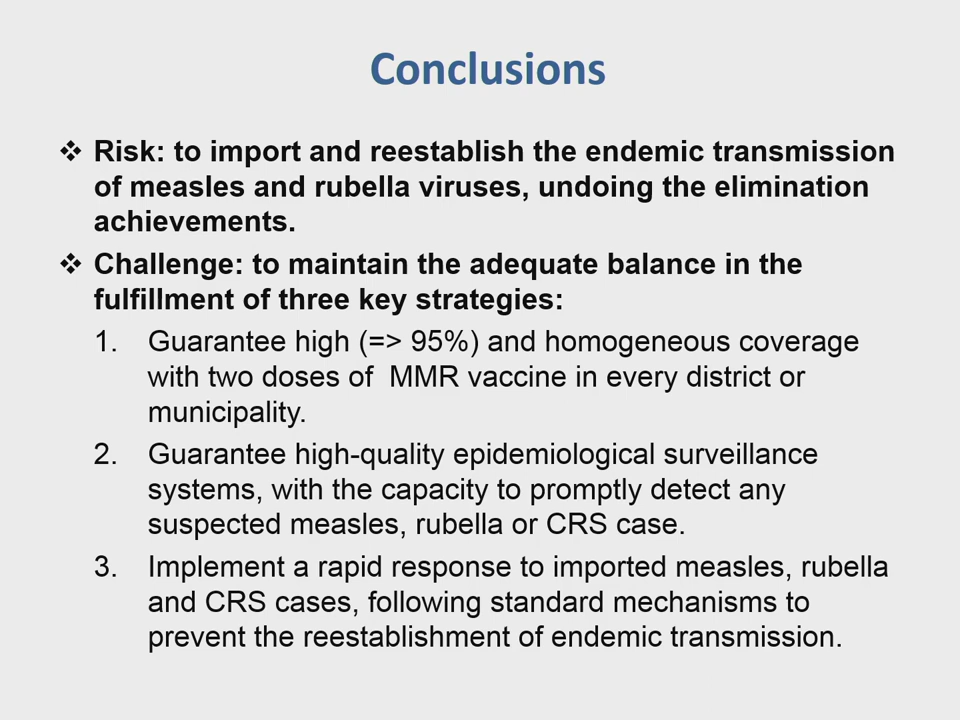 Conclusions
❖ Risk: to import and reestablish the endemic transmission
of measles and rubella viruses, undoing the elimination
achievements.
❖ Challenge: to maintain the adequate balance in the
fulfillment of three key strategies:
1. Guarantee high (=> 95%) and homogeneous coverage
with two doses of  MMR vaccine in every district or
municipality.
2. Guarantee high-quality epidemiological surveillance
systems, with the capacity to promptly detect any
suspected measles, rubella or CRS case.
3. Implement a rapid response to imported measles, rubella
and CRS cases, following standard mechanisms to
prevent the reestablishment of endemic transmission.